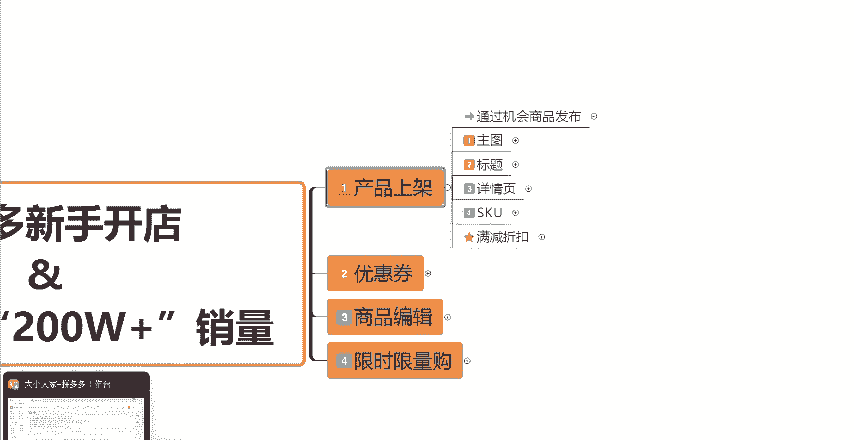 多新手开店
&
“200W+”销量
1 产品上架
通过机会商品发布
1 主图
2 标题
3 详情页
4 SKU
满减折扣
2 优惠券
3 商品编辑
4 限时限量购